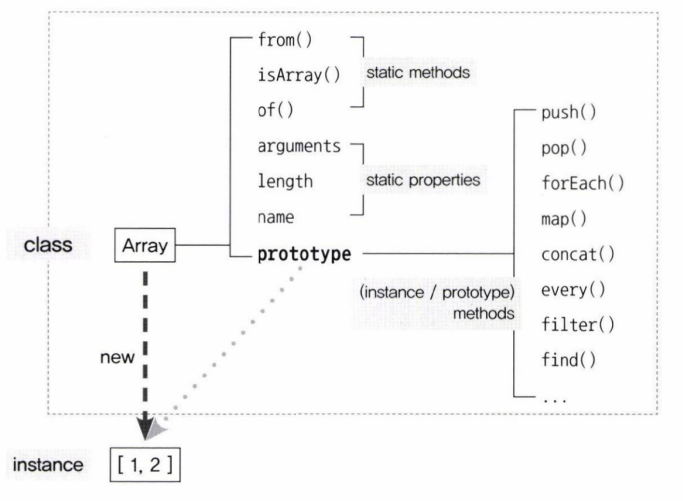 from()
isArray()
of()
static methods
arguments
length
name
static properties
class
Array
prototype
(instance / prototype)
methods
push()
pop()
forEach()
map()
concat()
every()
filter()
find()
...
new
instance
[ 1, 2 ]